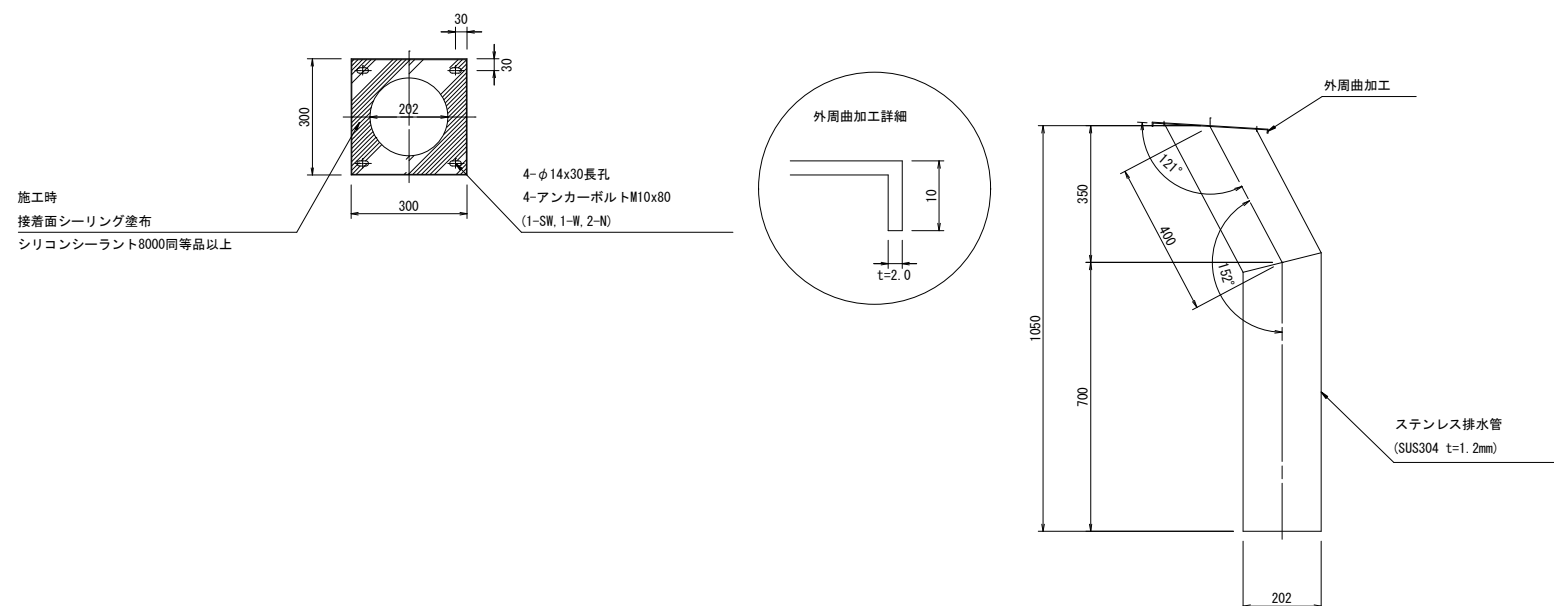 30
30
300
202
300
施工時
接着面シーリング塗布
シリコンシーラント8000同等品以上
4-φ14x30長孔
4-アンカーボルトM10x80
(1-SW, 1-W, 2-N)
外周曲加工詳細
10
t=2.0
外周曲加工
121°
350
400
152°
1050
700
ステンレス排水管
(SUS304 t=1.2mm)
202